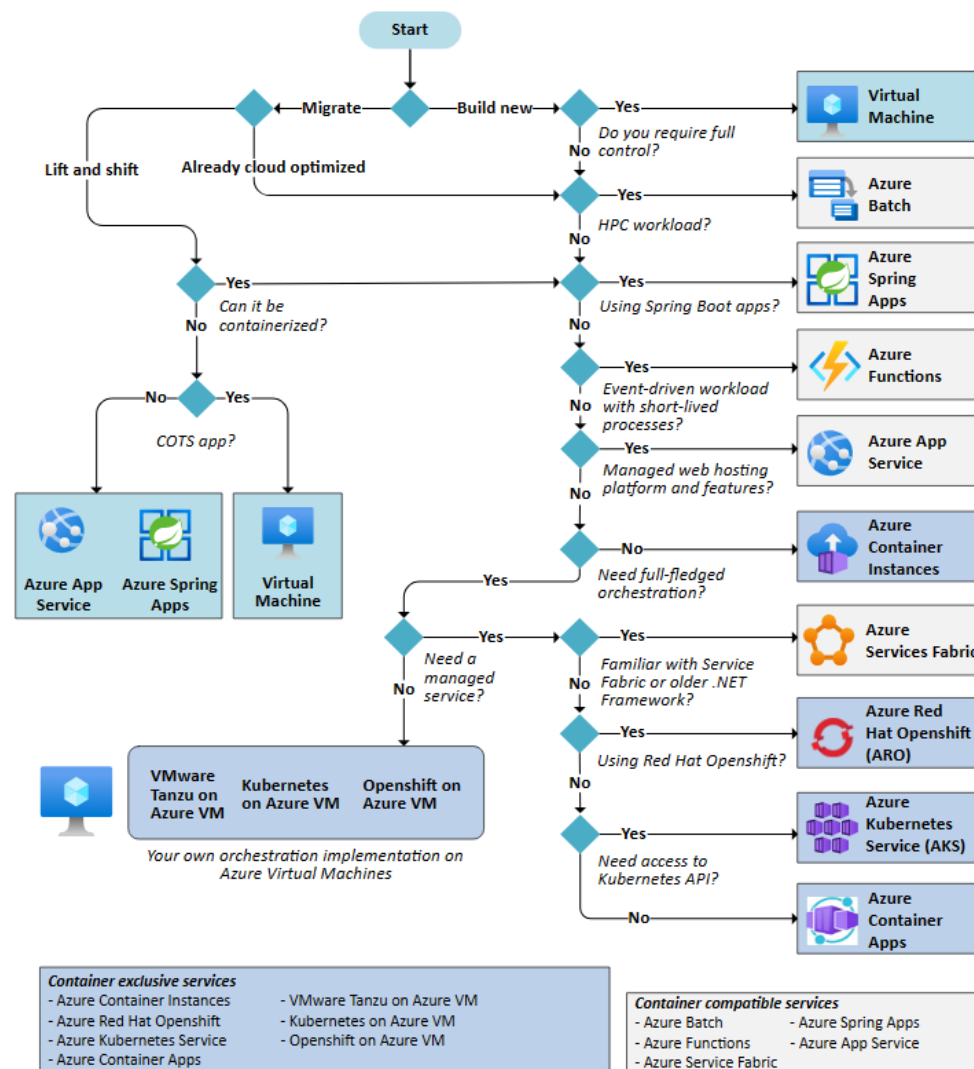 Start
Migrate
Build new
Yes
Virtual
Machine
Do you require full
control?
No
Lift and shift
Already cloud optimized
Yes
Azure
Batch
HPC workload?
No
Yes
Can it be
containerized?
No
Yes
Azure
Spring
Apps
Using Spring Boot apps?
No
Yes
Azure
Functions
Event-driven workload
with short-lived
processes?
No
No
Yes
COTS app?
Yes
Azure App
Service
Managed web hosting
platform and features?
No
Azure App
Service
Azure Spring
Apps
Virtual
Machine
No
Azure
Container
Instances
Need full-fledged
orchestration?
Yes
Yes
Need a
managed
service?
No
Yes
Azure
Services Fabric
Familiar with Service
Fabric or older .NET
Framework?
No
Yes
Azure Red
Hat Openshift
(ARO)
Using Red Hat Openshift?
No
VMware
Tanzu on
Azure VM
Kubernetes
on Azure VM
Openshift on
Azure VM
Your own orchestration implementation on
Azure Virtual Machines
Yes
Azure
Kubernetes
Service (AKS)
Need access to
Kubernetes API?
No
Azure
Container
Apps
Container exclusive services
- Azure Container Instances
- Azure Red Hat Openshift
- Azure Kubernetes Service
- Azure Container Apps
- VMware Tanzu on Azure VM
- Kubernetes on Azure VM
- Openshift on Azure VM
Container compatible services
- Azure Batch
- Azure Functions
- Azure Service Fabric
- Azure Spring Apps
- Azure App Service